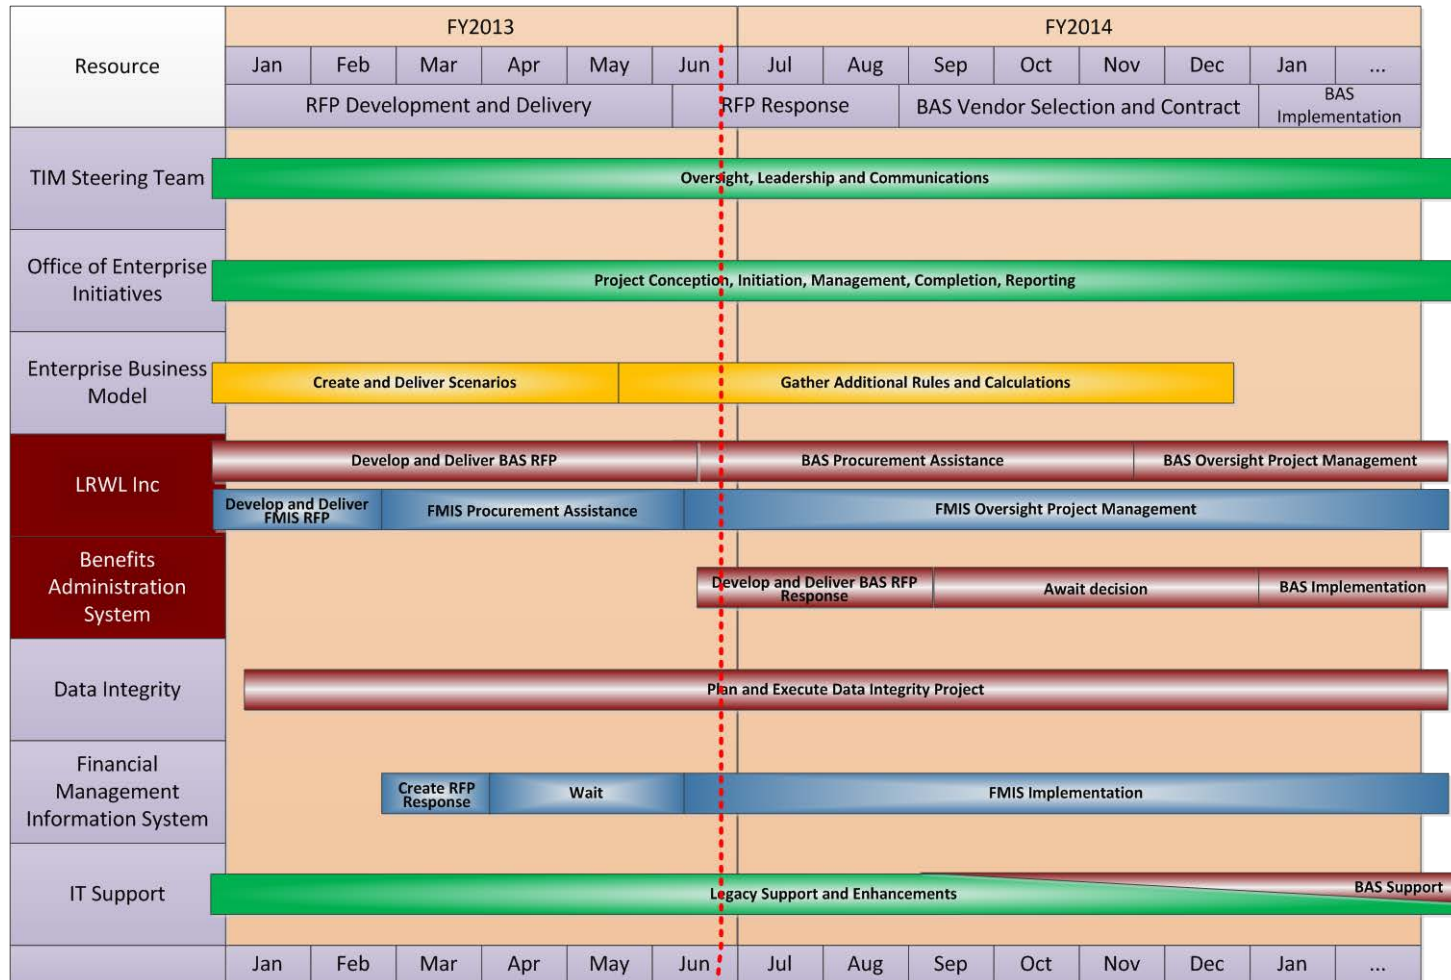 Resource
FY2013
FY2014
Jan Feb Mar Apr May Jun Jul Aug Sep Oct Nov Dec Jan ...
RFP Development and Delivery
RFP Response
BAS Vendor Selection and Contract
BAS
Implementation
TIM Steering Team
Oversight, Leadership and Communications
Office of Enterprise
Initiatives
Project Conception, Initiation, Management, Completion, Reporting
Enterprise Business
Model
Create and Deliver Scenarios
Gather Additional Rules and Calculations
LRWL Inc
Develop and Deliver BAS RFP
BAS Procurement Assistance
BAS Oversight Project Management
Develop and Deliver
FMIS RFP
FMIS Procurement Assistance
FMIS Oversight Project Management
Benefits
Administration
System
Develop and Deliver BAS RFP
Response
Await decision
BAS Implementation
Data Integrity
Plan and Execute Data Integrity Project
Financial
Management
Information System
Create RFP
Response
Wait
FMIS Implementation
IT Support
Legacy Support and Enhancements
BAS Support
Jan Feb Mar Apr May Jun Jul Aug Sep Oct Nov Dec Jan ...